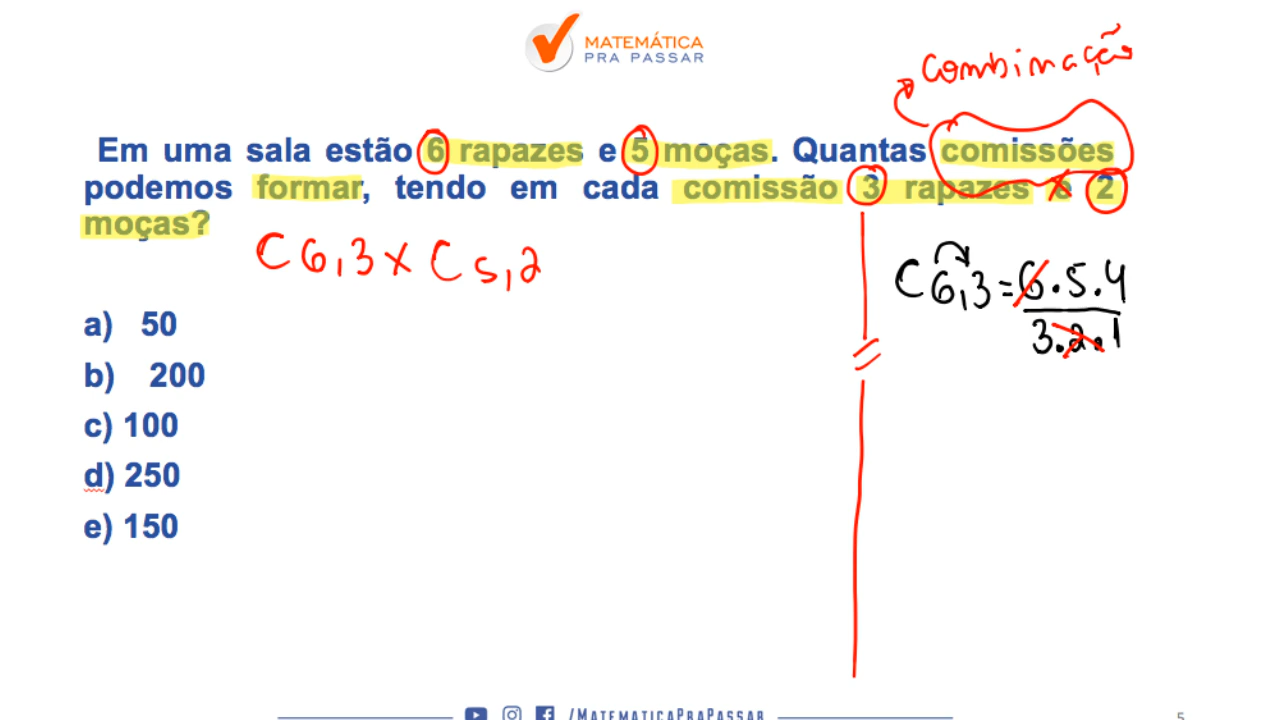 MATEMÁTICA
PRA PASSAR
combinação
Em uma sala estão 6 rapazes e 5 moças. Quantas comissões
podemos formar, tendo em cada comissão 3 rapazes e 2
moças?
C6,3 x C5,2
C6,3 = 6.5.4
3.2.1
a) 50
b) 200
c) 100
d) 250
e) 150
/MATEMATICAPRAPASSAR
5